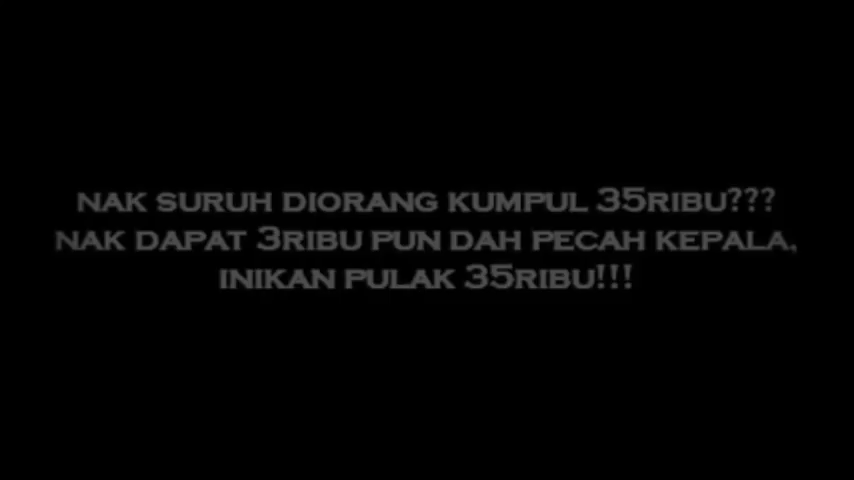 NAK SURUH DIORANG KUMPUL 35RIBU???
NAK DAPAT 3RIBU PUN DAH PECAH KEPALA,
INIKAN PULAK 35RIBU!!!